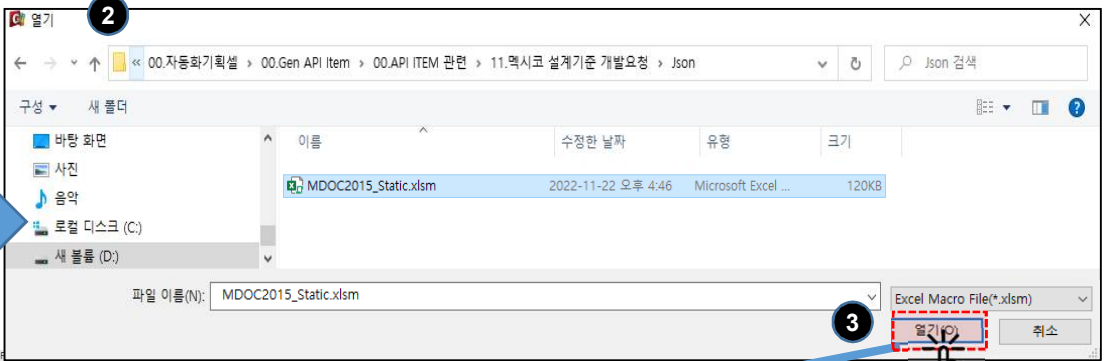 열기
2
« 00.자동화기획셀 › 00.Gen API Item › 00.API ITEM 관련 › 11.멕시코 설계기준 개발요청 › Json
Json 검색
구성 새 폴더
이름 수정한 날짜 유형 크기
바탕 화면
사진
MDOC2015_Static.xlsm 2022-11-22 오후 4:46 Microsoft Excel ... 120KB
음악
로컬 디스크 (C:)
새 볼륨 (D:)
파일 이름(N): MDOC2015_Static.xlsm
Excel Macro File(*.xlsm)
3
열기(O) 취소